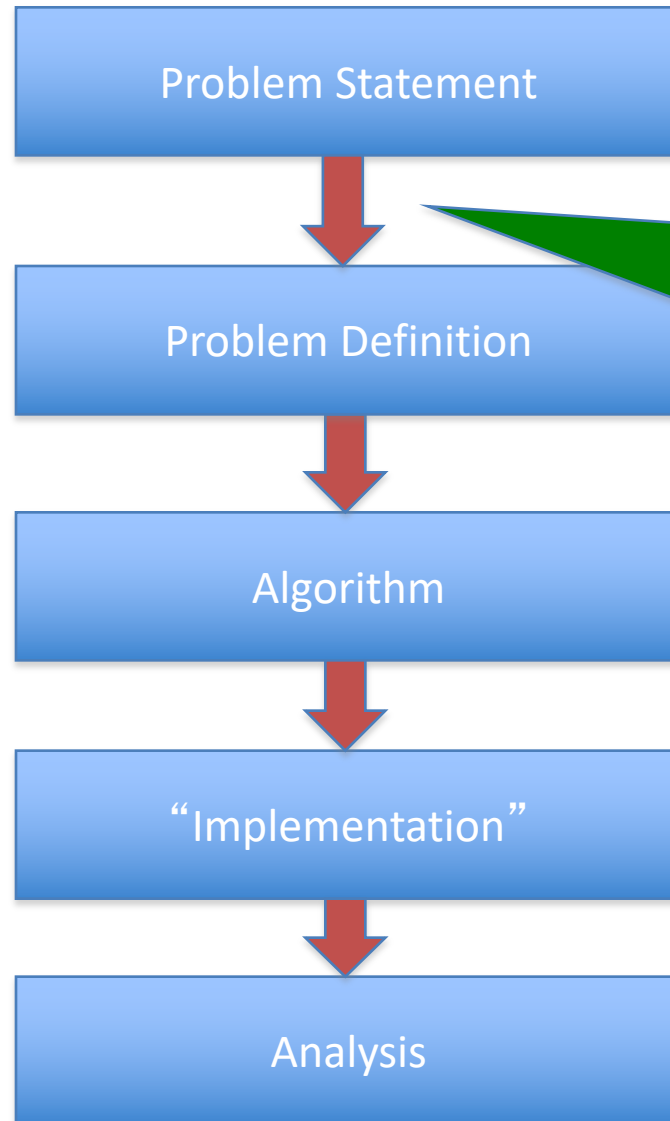 Problem Statement
Problem Definition
Algorithm
“Implementation”
Analysis